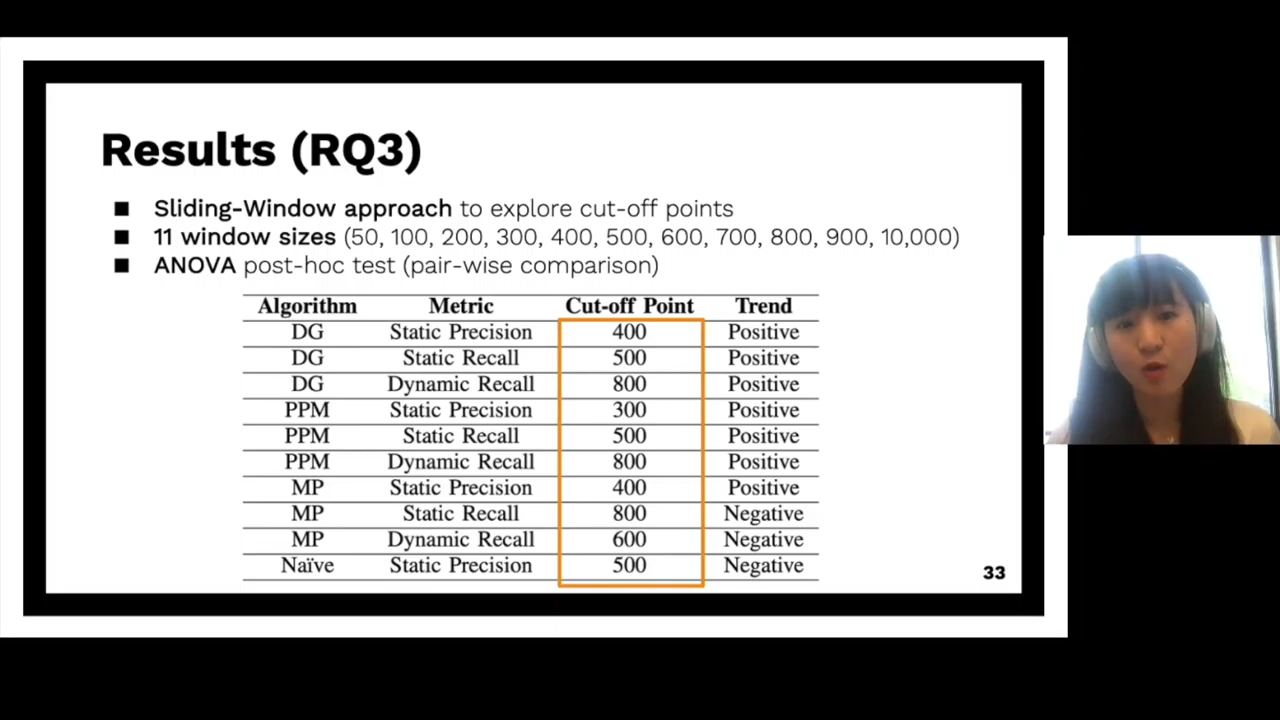 Results (RQ3)
■ Sliding-Window approach to explore cut-off points
■ 11 window sizes (50, 100, 200, 300, 400, 500, 600, 700, 800, 900, 10,000)
■ ANOVA post-hoc test (pair-wise comparison)
Algorithm Metric Cut-off Point Trend
DG Static Precision 400 Positive
DG Static Recall 500 Positive
DG Dynamic Recall 800 Positive
PPM Static Precision 300 Positive
PPM Static Recall 500 Positive
PPM Dynamic Recall 800 Positive
MP Static Precision 400 Positive
MP Static Recall 800 Negative
MP Dynamic Recall 600 Negative
Naïve Static Precision 500 Negative
33